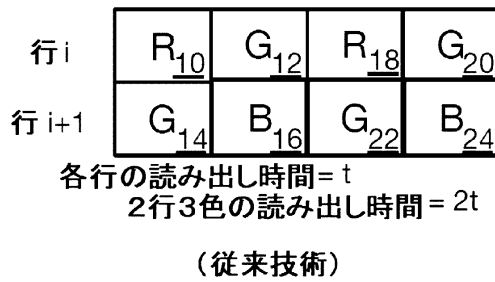 行 i R10 G12 R18 G20
行 i+1 G14 B16 G22 B24
各行の読み出し時間= t
2行3色の読み出し時間= 2t
(従来技術)